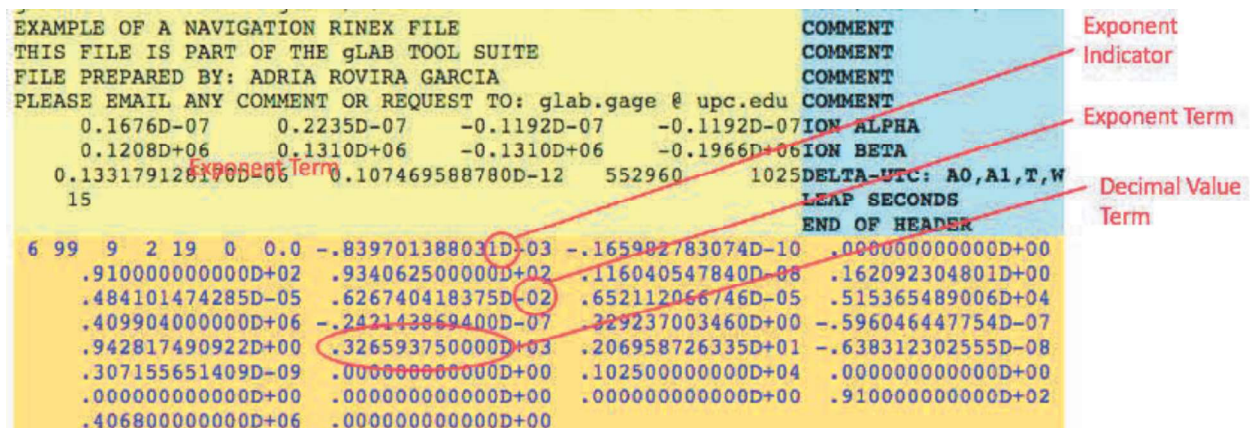 EXAMPLE OF A NAVIGATION RINEX FILE COMMENT
THIS FILE IS PART OF THE gLAB TOOL SUITE COMMENT
FILE PREPARED BY: ADRIA ROVIRA GARCIA COMMENT
PLEASE EMAIL ANY COMMENT OR REQUEST TO: glab.gage @ upc.edu COMMENT
0.1676D-07 0.2235D-07 -0.1192D-07 -0.1192D-07ION ALPHA
0.1208D+06 0.1310D+06 -0.1310D+06 -0.1966D+06ION BETA
Exponent Term
0.133179128170D-06 0.107469588780D-12 552960 1025DELTA-UTC: A0,A1,T,W
15 LEAP SECONDS
END OF HEADER
6 99 9 2 19 0 0.0 -.839701388031D-03 -.165982783074D-10 .000000000000D+00
.910000000000D+02 .934062500000D+02 .116040547840D-08 .162092304801D+00
.484101474285D-05 .626740418375D-02 .652112066746D-05 .515365489006D+04
.409904000000D+06 -.242143869400D-07 .329237003460D+00 -.596046447754D-07
.942817490922D+00 .326593750000D+03 .206958726335D+01 -.638312302555D-08
.307155651409D-09 .000000000000D+00 .102500000000D+04 .000000000000D+00
.000000000000D+00 .000000000000D+00 .000000000000D+00 .910000000000D+02
.406800000000D+06 .000000000000D+00
Exponent
Indicator
Exponent Term
Decimal Value
Term